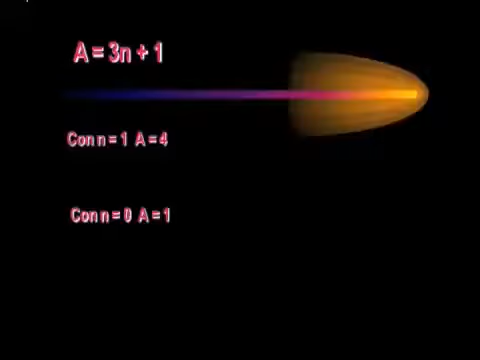 A = 3n + 1
Con n = 1 A = 4
Con n = 0 A = 1